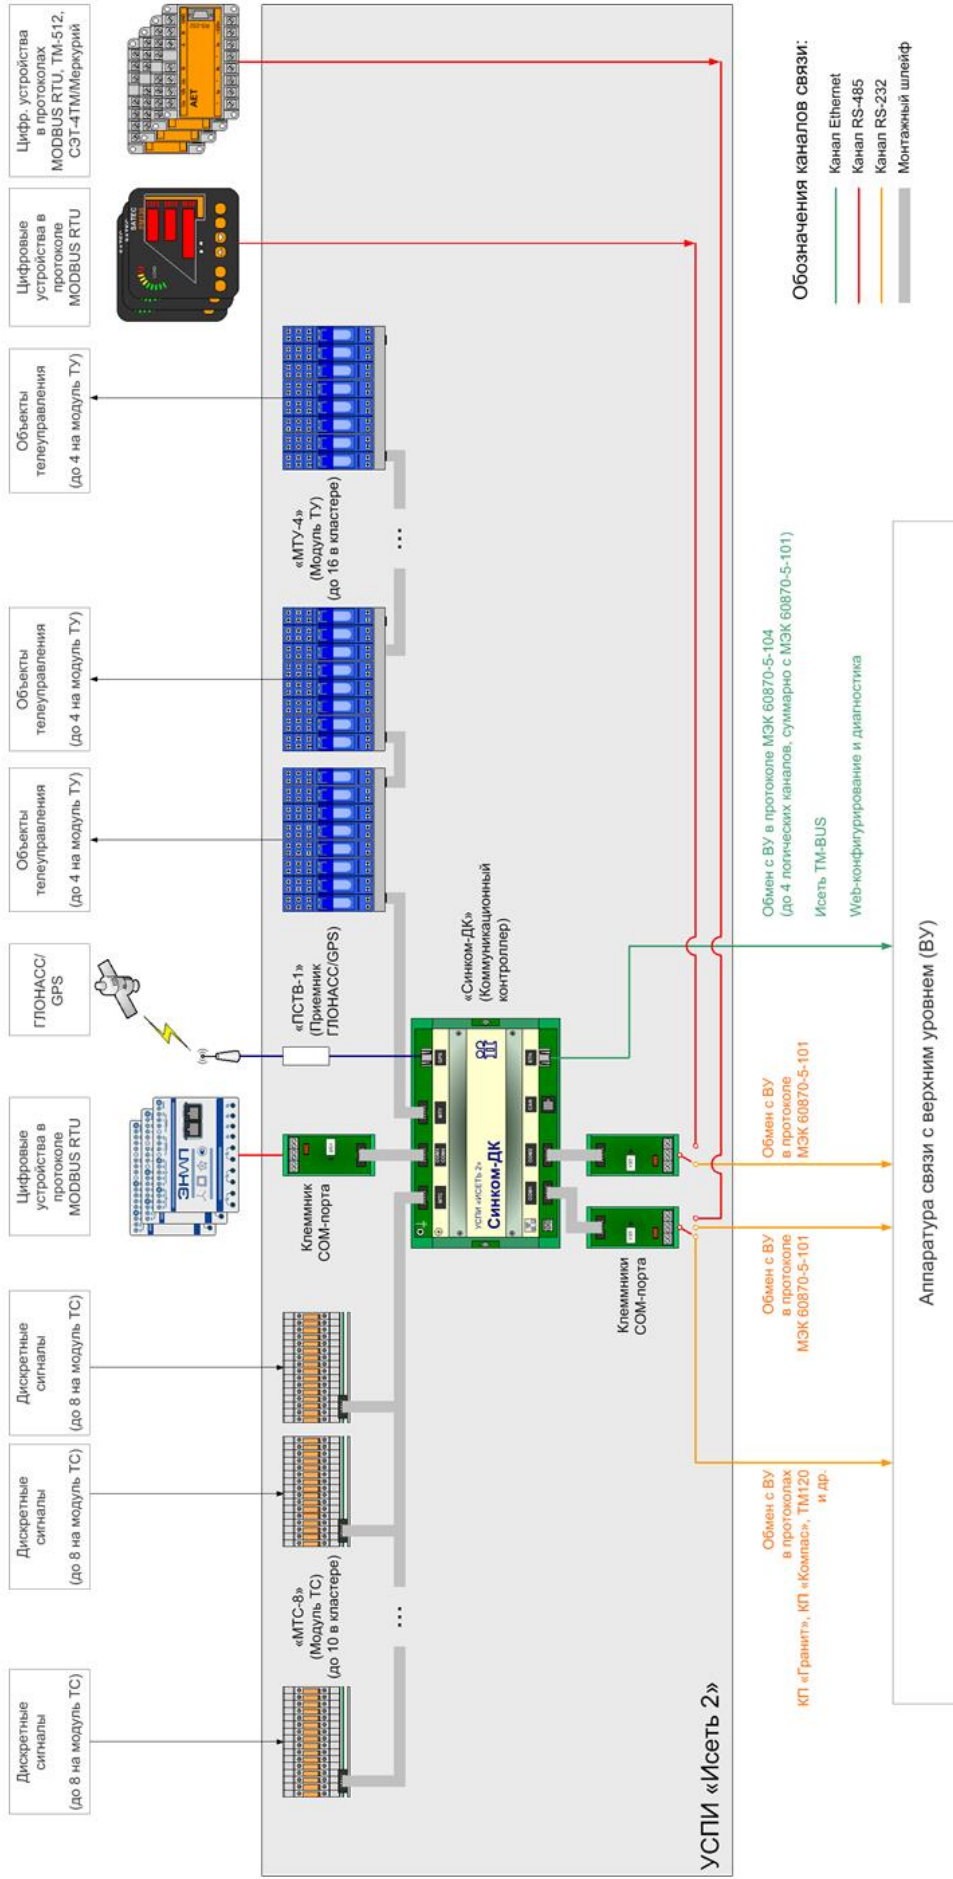 Дискретные
сигналы
(до 8 на модуль ТС)
Дискретные
сигналы
(до 8 на модуль ТС)
Дискретные
сигналы
(до 8 на модуль ТС)
Цифровые
устройства в
протоколе
MODBUS RTU
ГЛОНАСС/
GPS
Объекты
телеуправления
(до 4 на модуль ТУ)
Объекты
телеуправления
(до 4 на модуль ТУ)
Объекты
телеуправления
(до 4 на модуль ТУ)
Цифровые
устройства в
протоколе
MODBUS RTU
Цифр. устройства
в протоколах
MODBUS RTU, ТМ-512,
СЭТ-4ТМ/Меркурий
SATEC
AET
RS-232
«МТС-8»
(Модуль ТС)
(до 10 в кластере)
...
Клеммник
COM-порта
«ПСТВ-1»
(Приемник
ГЛОНАСС/GPS)
«МТУ-4»
(Модуль ТУ)
(до 16 в кластере)
...
УСПИ «ИСЕТЬ 2»
Синком-ДК
«Синком-ДК»
(Коммуникационный
контроллер)
Клеммники
COM-порта
УСПИ «Исеть 2»
Обмен с ВУ
в протоколах
КП «Гранит», КП «Компас», ТМ120
и др.
Обмен с ВУ
в протоколе
МЭК 60870-5-101
Обмен с ВУ
в протоколе
МЭК 60870-5-101
Обмен с ВУ в протоколе МЭК 60870-5-104
(до 4 логических каналов, суммарно с МЭК 60870-5-101)
Исеть TM-BUS
Web-конфигурирование и диагностика
Обозначения каналов связи:
Канал Ethernet
Канал RS-485
Канал RS-232
Монтажный шлейф
Аппаратура связи с верхним уровнем (ВУ)